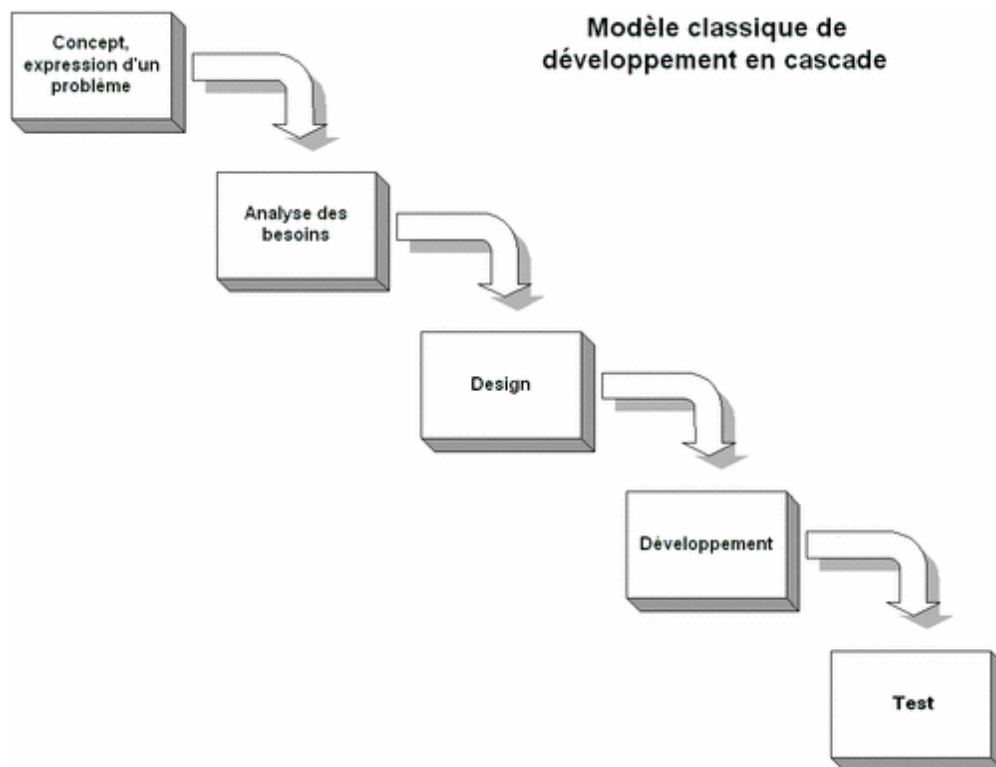 Modèle classique de
développement en cascade
Concept,
expression d'un
problème
Analyse des
besoins
Design
Développement
Test